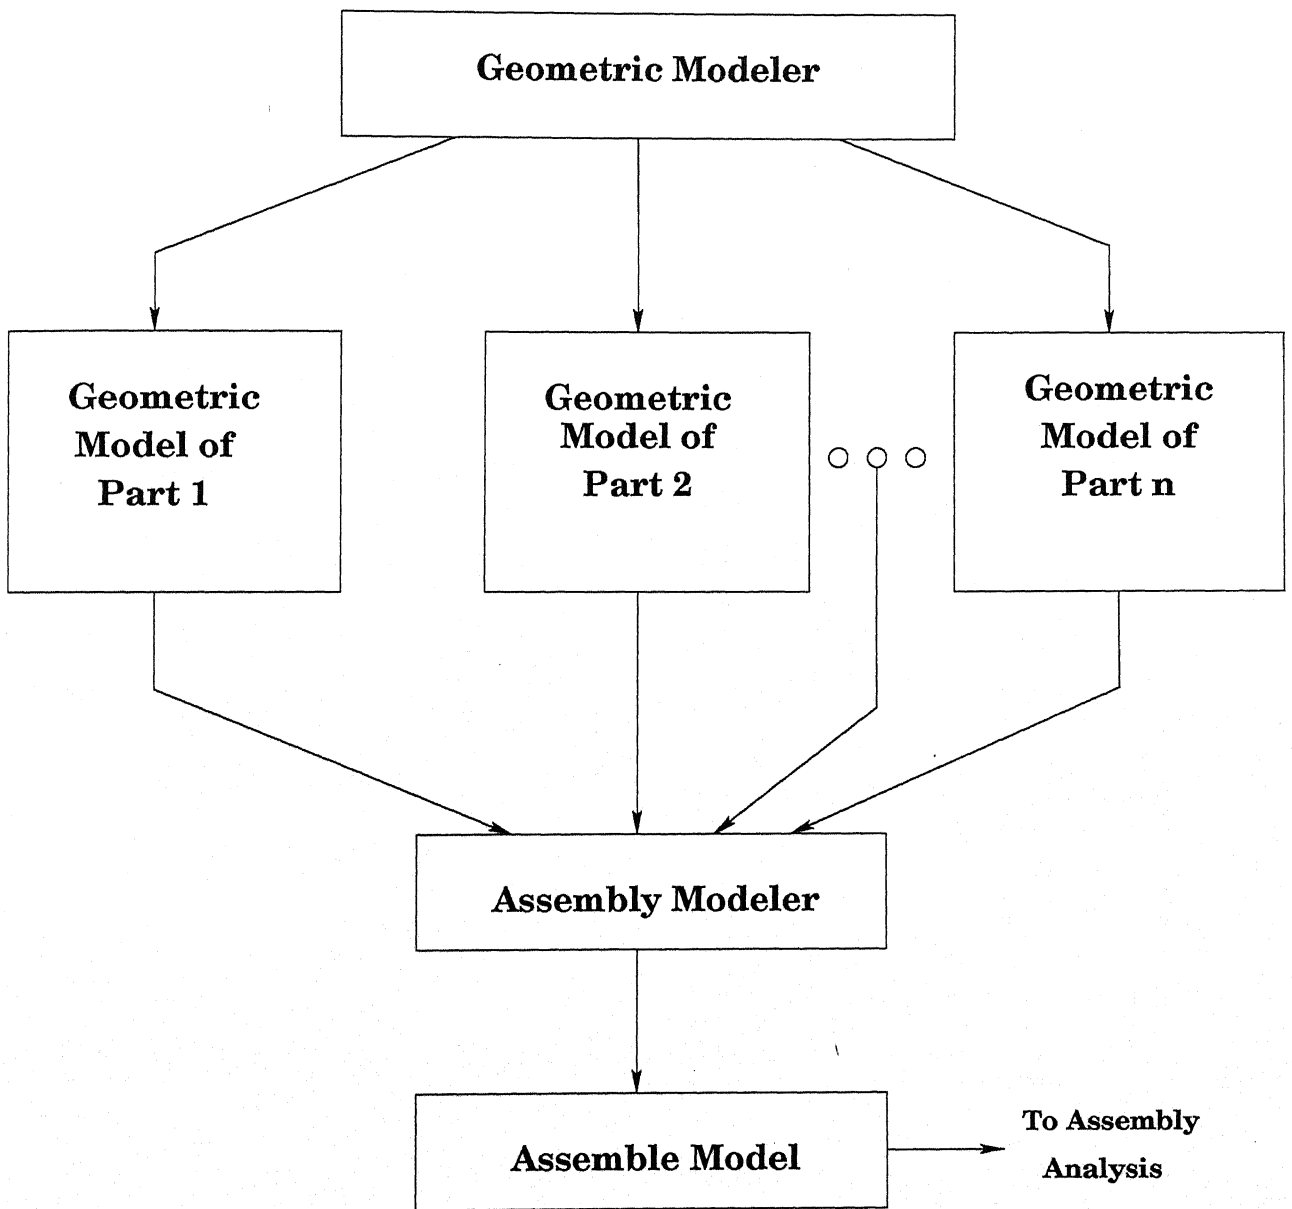 Geometric Modeler
Geometric
Model of
Part 1
Geometric
Model of
Part 2
Geometric
Model of
Part n
Assembly Modeler
Assemble Model
To Assembly
Analysis